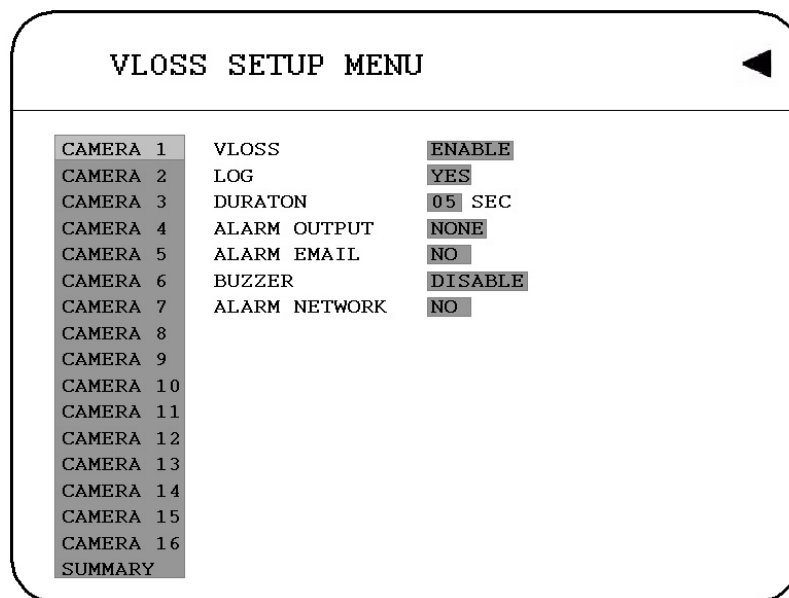 VLOSS SETUP MENU
CAMERA 1 VLOSS ENABLE
CAMERA 2 LOG YES
CAMERA 3 DURATON 05 SEC
CAMERA 4 ALARM OUTPUT NONE
CAMERA 5 ALARM EMAIL NO
CAMERA 6 BUZZER DISABLE
CAMERA 7 ALARM NETWORK NO
CAMERA 8
CAMERA 9
CAMERA 10
CAMERA 11
CAMERA 12
CAMERA 13
CAMERA 14
CAMERA 15
CAMERA 16
SUMMARY